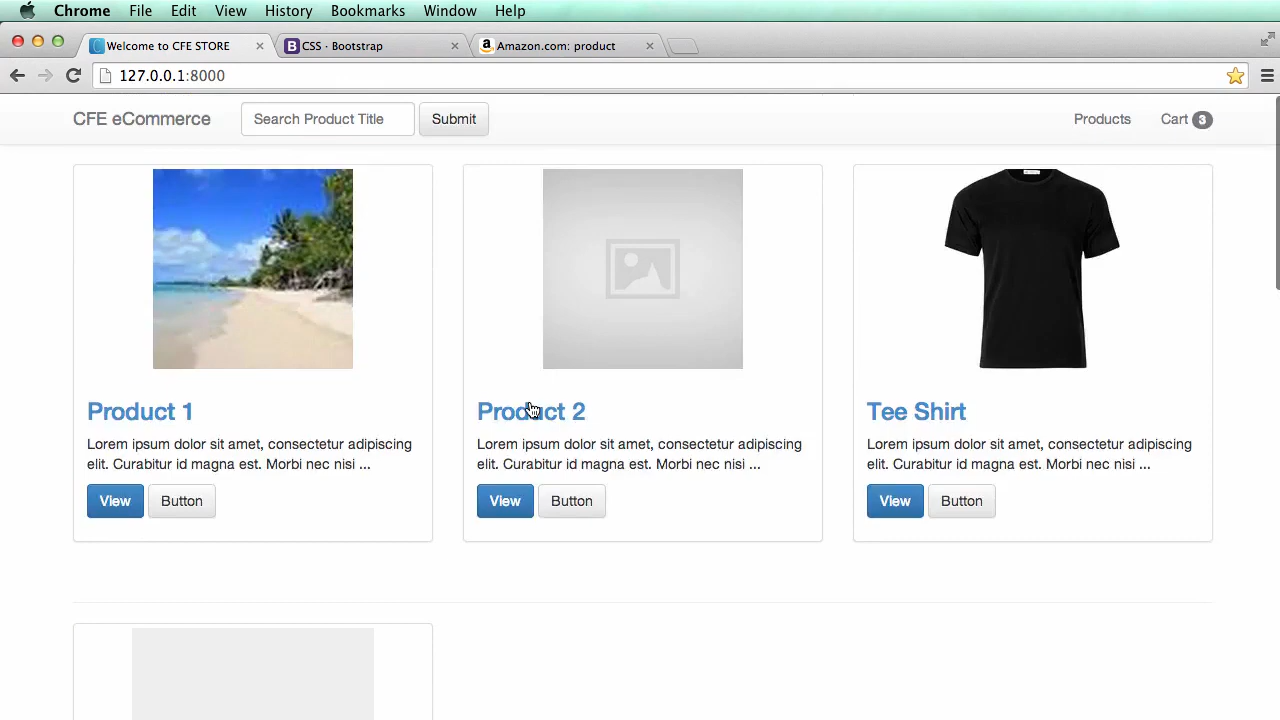 Chrome File Edit View History Bookmarks Window Help
Welcome to CFE STORE
CSS · Bootstrap
Amazon.com: product
127.0.0.1:8000
CFE eCommerce
Search Product Title
Submit
Products
Cart 3
Product 1
Lorem ipsum dolor sit amet, consectetur adipiscing
elit. Curabitur id magna est. Morbi nec nisi ...
View
Button
Product 2
Lorem ipsum dolor sit amet, consectetur adipiscing
elit. Curabitur id magna est. Morbi nec nisi ...
View
Button
Tee Shirt
Lorem ipsum dolor sit amet, consectetur adipiscing
elit. Curabitur id magna est. Morbi nec nisi ...
View
Button